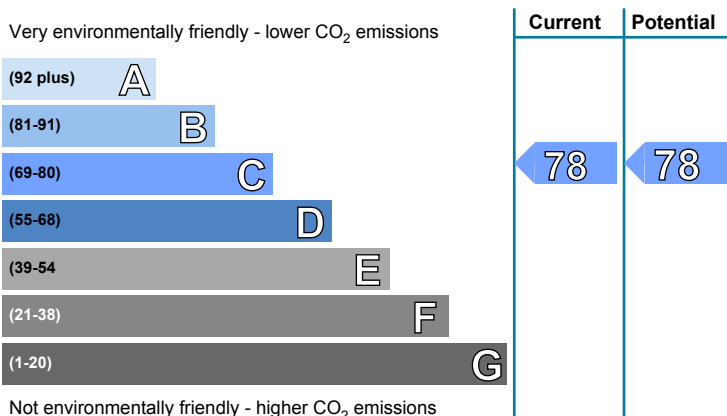 Very environmentally friendly - lower CO2 emissions
Current Potential
(92 plus) A
(81-91) B
(69-80) C
78 78
(55-68) D
(39-54 E
(21-38) F
(1-20) G
Not environmentally friendly - higher CO2 emissions